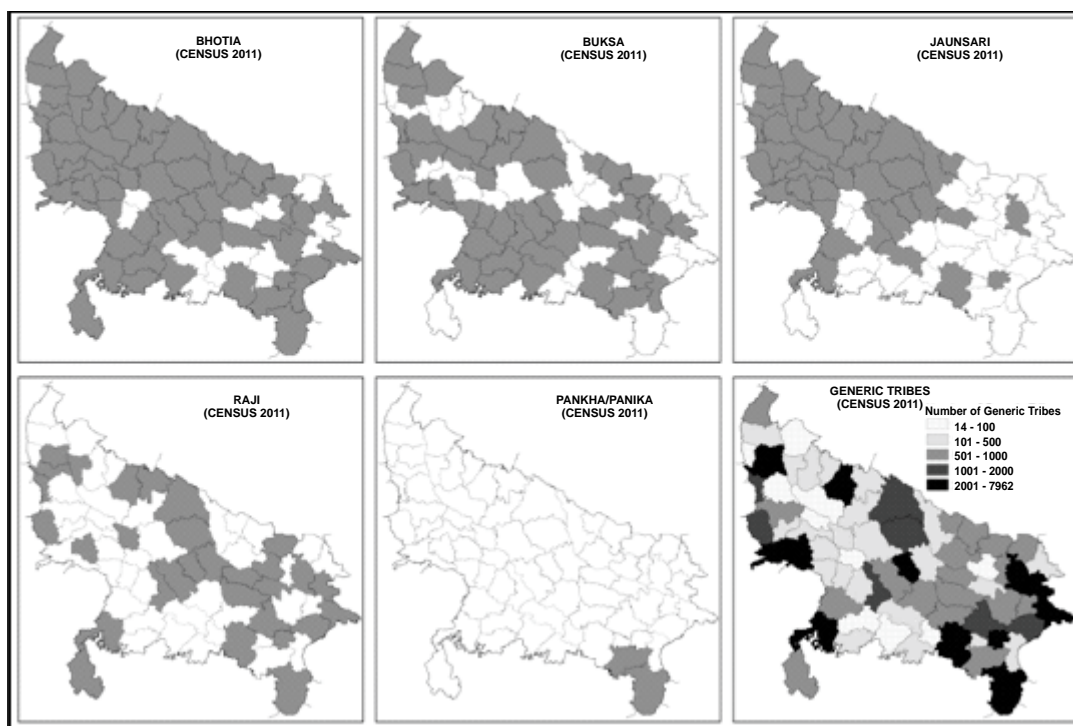 BHOTIA
(CENSUS 2011)
BUKSA
(CENSUS 2011)
JAUNSARI
(CENSUS 2011)
RAJI
(CENSUS 2011)
PANKHA/PANIKA
(CENSUS 2011)
GENERIC TRIBES
(CENSUS 2011)
Number of Generic Tribes
14 - 100
101 - 500
501 - 1000
1001 - 2000
2001 - 7962